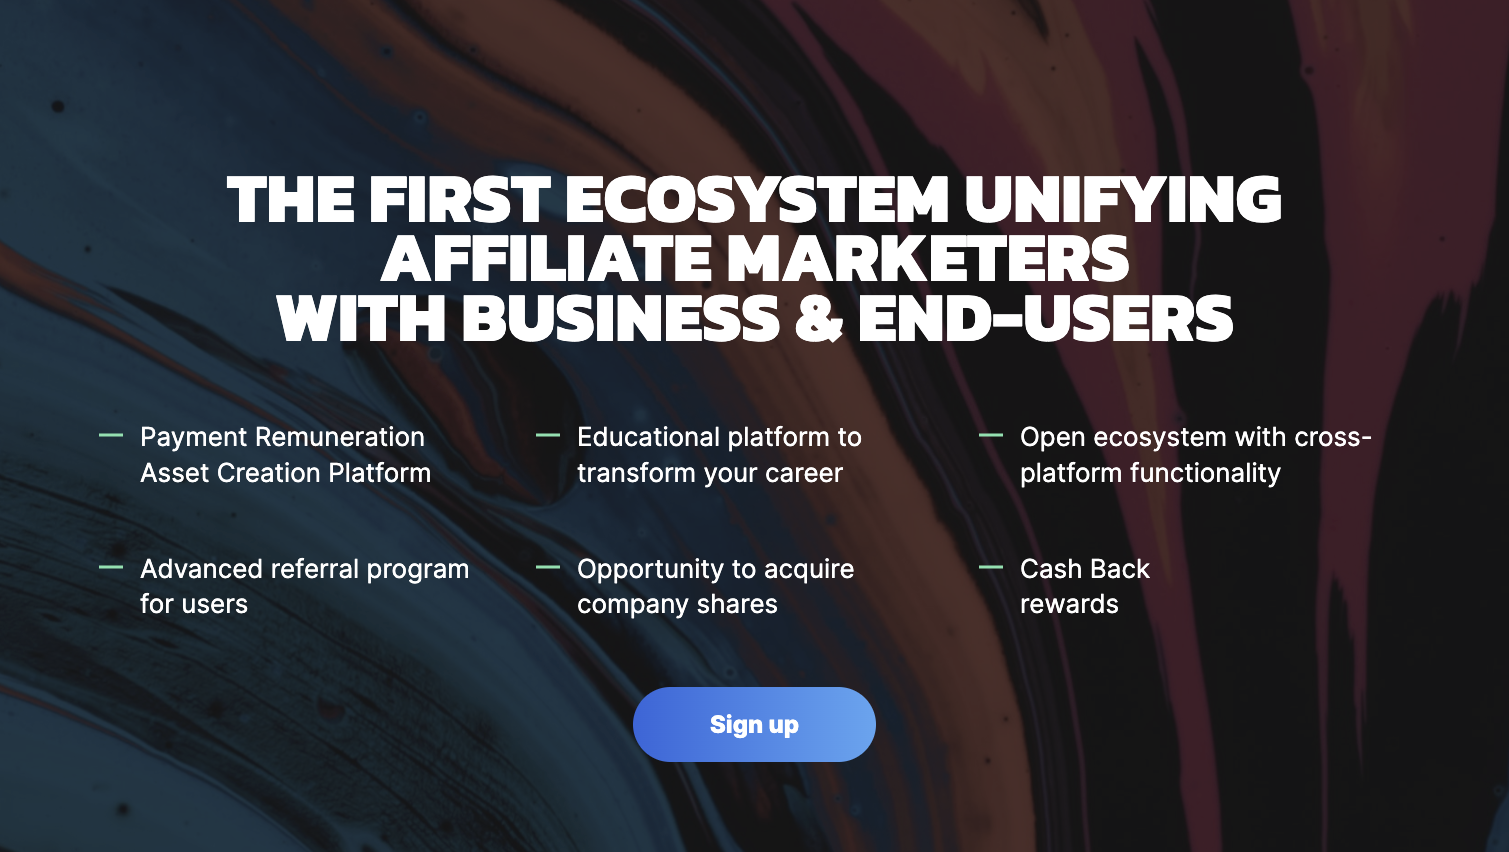 THE FIRST ECOSYSTEM UNIFYING
AFFILIATE MARKETERS
WITH BUSINESS & END-USERS
Payment Remuneration
Asset Creation Platform
Educational platform to
transform your career
Open ecosystem with cross-
platform functionality
Advanced referral program
for users
Opportunity to acquire
company shares
Cash Back
rewards
Sign up